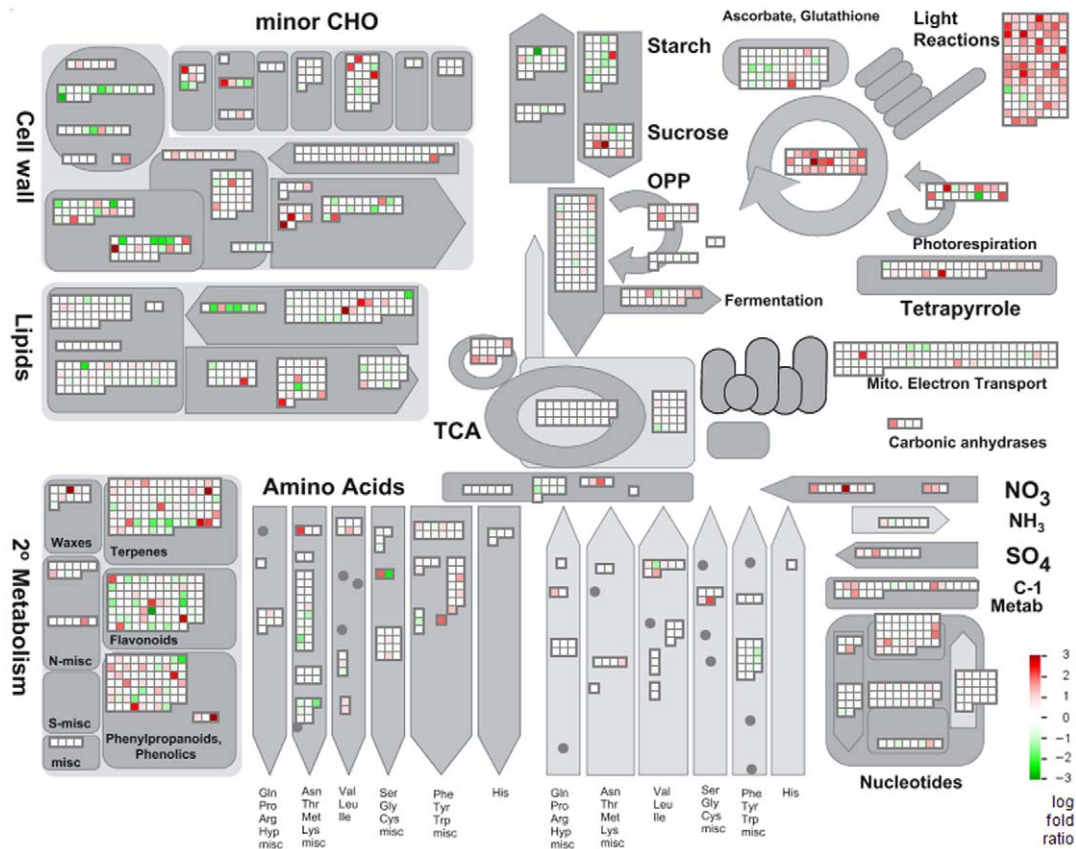 minor CHO
Ascorbate, Glutathione
Light
Reactions
Starch
Sucrose
OPP
Cell wall
Photorespiration
Tetrapyrrole
Fermentation
Lipids
Mito. Electron Transport
TCA
Carbonic anhydrases
Amino Acids
NO3
NH3
SO4
C-1
Metab
2º Metabolism
Waxes
Terpenes
N-misc
Flavonoids
S-misc
Phenylpropanoids,
Phenolics
misc
Nucleotides
3
2
1
0
−1
−2
−3
log
fold
ratio
Gln
Pro
Arg
Hyp
misc
Asn
Thr
Met
Lys
misc
Val
Leu
Ile
Ser
Gly
Cys
misc
Phe
Tyr
Trp
misc
His
Gln
Pro
Arg
Hyp
misc
Asn
Thr
Met
Lys
misc
Val
Leu
Ile
Ser
Gly
Cys
misc
Phe
Tyr
Trp
misc
His